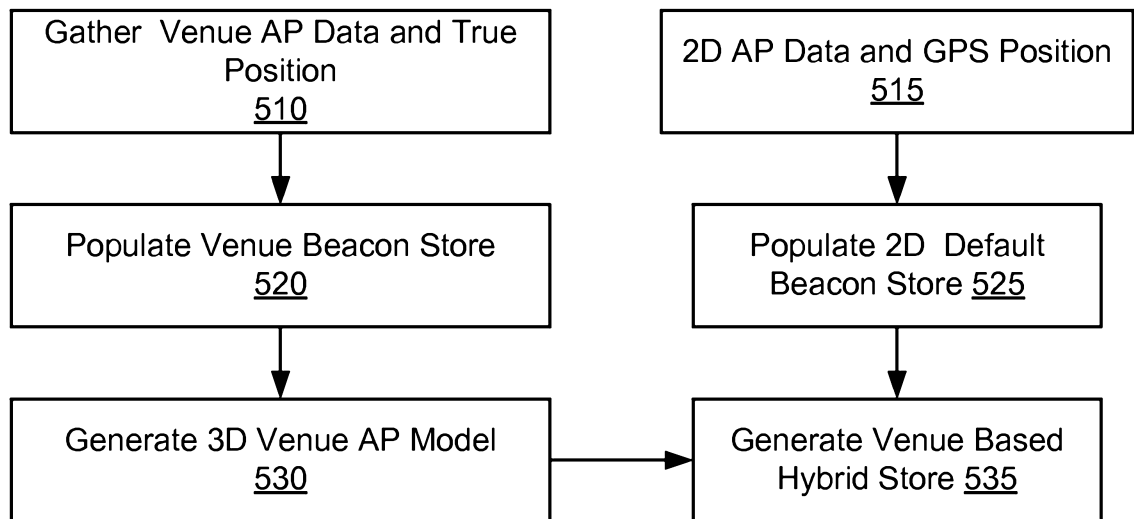 Gather Venue AP Data and True
Position
510
2D AP Data and GPS Position
515
Populate Venue Beacon Store
520
Populate 2D Default
Beacon Store 525
Generate 3D Venue AP Model
530
Generate Venue Based
Hybrid Store 535